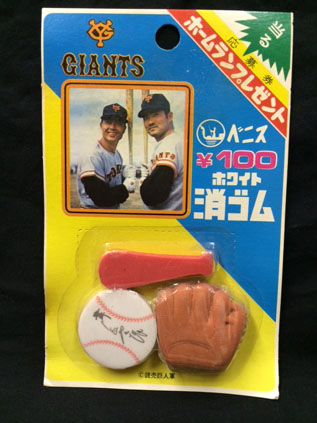 当る
応募券
ホームランプレゼント
GIANTS
ベニス
¥100
ホワイト
消ゴム
©読売巨人軍